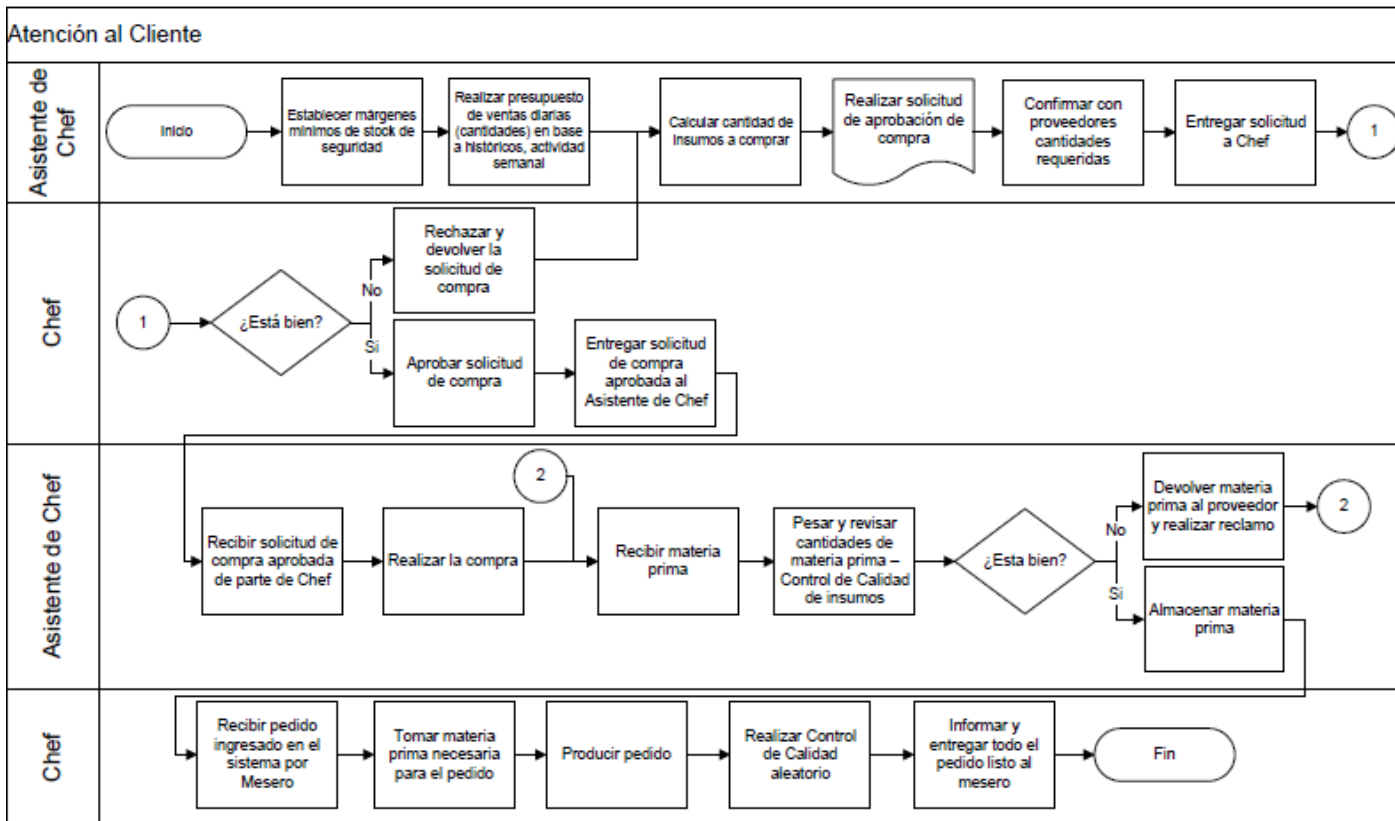 Atención al Cliente
Asistente de
Chef
Inicio
Establecer márgenes
mínimos de stock de
seguridad
Realizar presupuesto
de ventas diarias
(cantidades) en base
a históricos, actividad
semanal
Calcular cantidad de
insumos a comprar
Realizar solicitud
de aprobación de
compra
Confirmar con
proveedores
cantidades
requeridas
Entregar solicitud
a Chef
1
Chef
1
¿Está bien?
No
Rechazar y
devolver la
solicitud de
compra
Si
Aprobar solicitud
de compra
Entregar solicitud
de compra
aprobada al
Asistente de Chef
Asistente de Chef
Recibir solicitud de
compra aprobada
de parte de Chef
Realizar la compra
2
Recibir materia
prima
Pesar y revisar
cantidades de
materia prima –
Control de Calidad
de insumos
¿Esta bien?
No
Devolver materia
prima al proveedor
y realizar reclamo
2
Si
Almacenar materia
prima
Chef
Recibir pedido
ingresado en el
sistema por
Mesero
Tomar materia
prima necesaria
para el pedido
Producir pedido
Realizar Control
de Calidad
aleatorio
Informar y
entregar todo el
pedido listo al
mesero
Fin